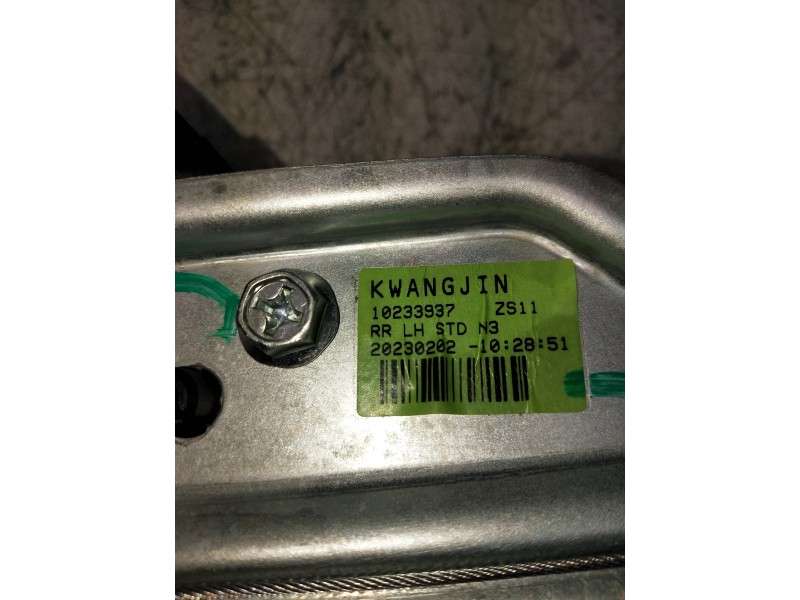 KWANGJIN
10233937 ZS11
RR LH STD N3
20230202 -10:28:51